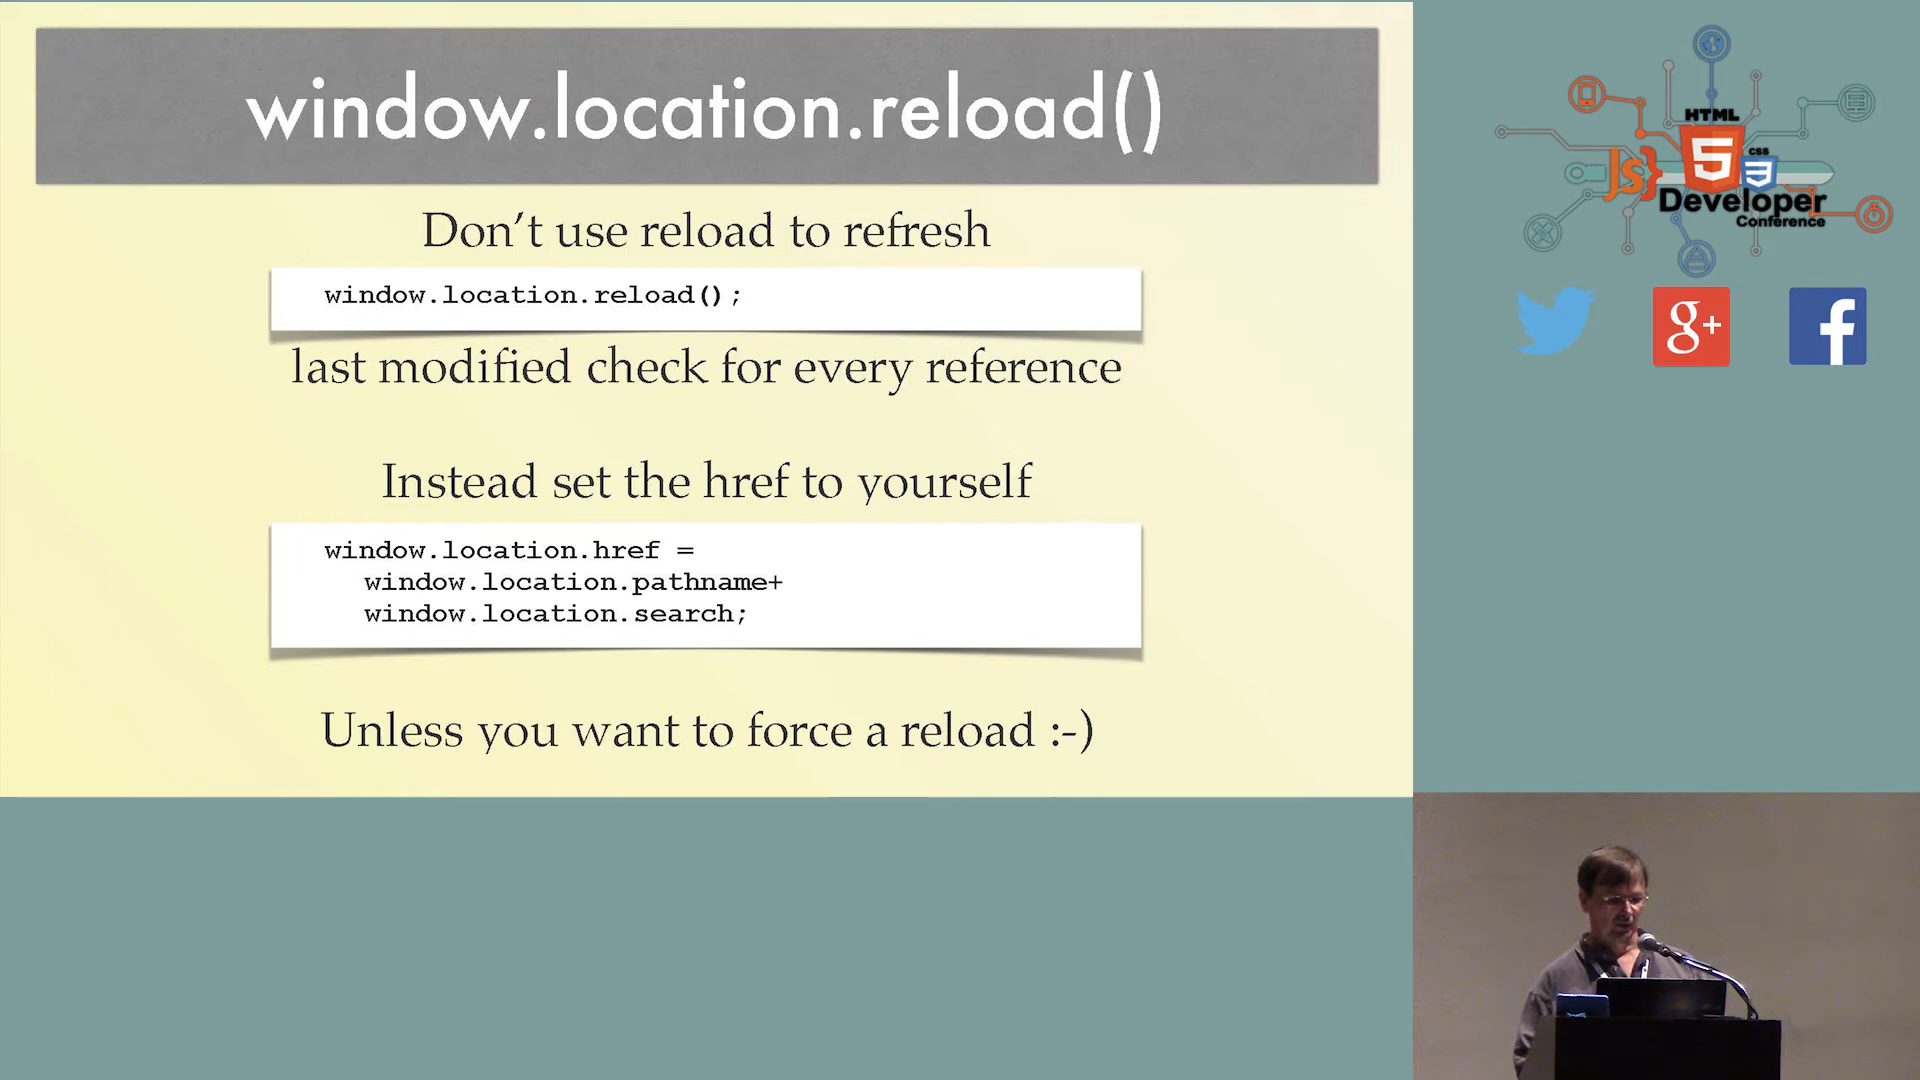 window.location.reload()
Don't use reload to refresh
window.location.reload();
last modified check for every reference
Instead set the href to yourself
window.location.href =
window.location.pathname+
window.location.search;
Unless you want to force a reload :-)
HTML
5
JS}
CSS
3
Developer
Conference
g+
f